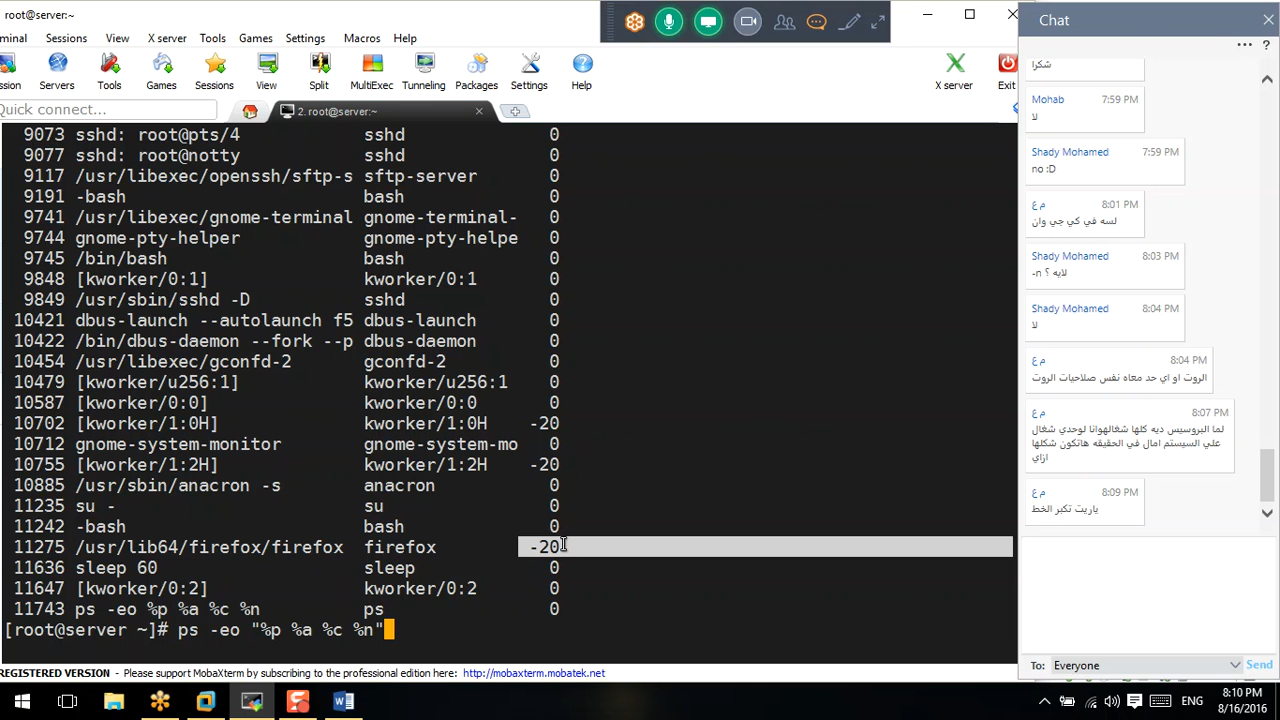 root@server:~
minal Sessions View X server Tools Games Settings Macros Help
ssion Servers Tools Games Sessions View Split MultiExec Tunneling Packages Settings Help X server Exit
Quick connect...
2. root@server:~
9073 sshd: root@pts/4 sshd 0
9077 sshd: root@notty sshd 0
9117 /usr/libexec/openssh/sftp-s sftp-server 0
9191 -bash bash 0
9741 /usr/libexec/gnome-terminal gnome-terminal- 0
9744 gnome-pty-helper gnome-pty-helpe 0
9745 /bin/bash bash 0
9848 [kworker/0:1] kworker/0:1 0
9849 /usr/sbin/sshd -D sshd 0
10421 dbus-launch --autolaunch f5 dbus-launch 0
10422 /bin/dbus-daemon --fork --p dbus-daemon 0
10454 /usr/libexec/gconfd-2 gconfd-2 0
10479 [kworker/u256:1] kworker/u256:1 0
10587 [kworker/0:0] kworker/0:0 0
10702 [kworker/1:0H] kworker/1:0H -20
10712 gnome-system-monitor gnome-system-mo 0
10755 [kworker/1:2H] kworker/1:2H -20
10885 /usr/sbin/anacron -s anacron 0
11235 su - su 0
11242 -bash bash 0
11275 /usr/lib64/firefox/firefox firefox -20
11636 sleep 60 sleep 0
11647 [kworker/0:2] kworker/0:2 0
11743 ps -eo %p %a %c %n ps 0
[root@server ~]# ps -eo "%p %a %c %n"
REGISTERED VERSION - Please support MobaXterm by subscribing to the professional edition here: http://mobaxterm.mobatek.net
Chat
شكرا
Mohab 7:59 PM
لا
Shady Mohamed 7:59 PM
no :D
م ع 8:01 PM
لسه في كي جي وان
Shady Mohamed 8:03 PM
-n لايه ؟
Shady Mohamed 8:04 PM
لا
م ع 8:04 PM
الروت او اي حد معاه نفس صلاحيات الروت
م ع 8:07 PM
لما البروسيس ديه كلها شغالهوانا لوحدي شغال
علي السيستم امال في الحقيقه هاتكون شكلها
ازاي
م ع 8:09 PM
ياريت تكبر الخط
To: Everyone Send
ENG
8:10 PM
8/16/2016